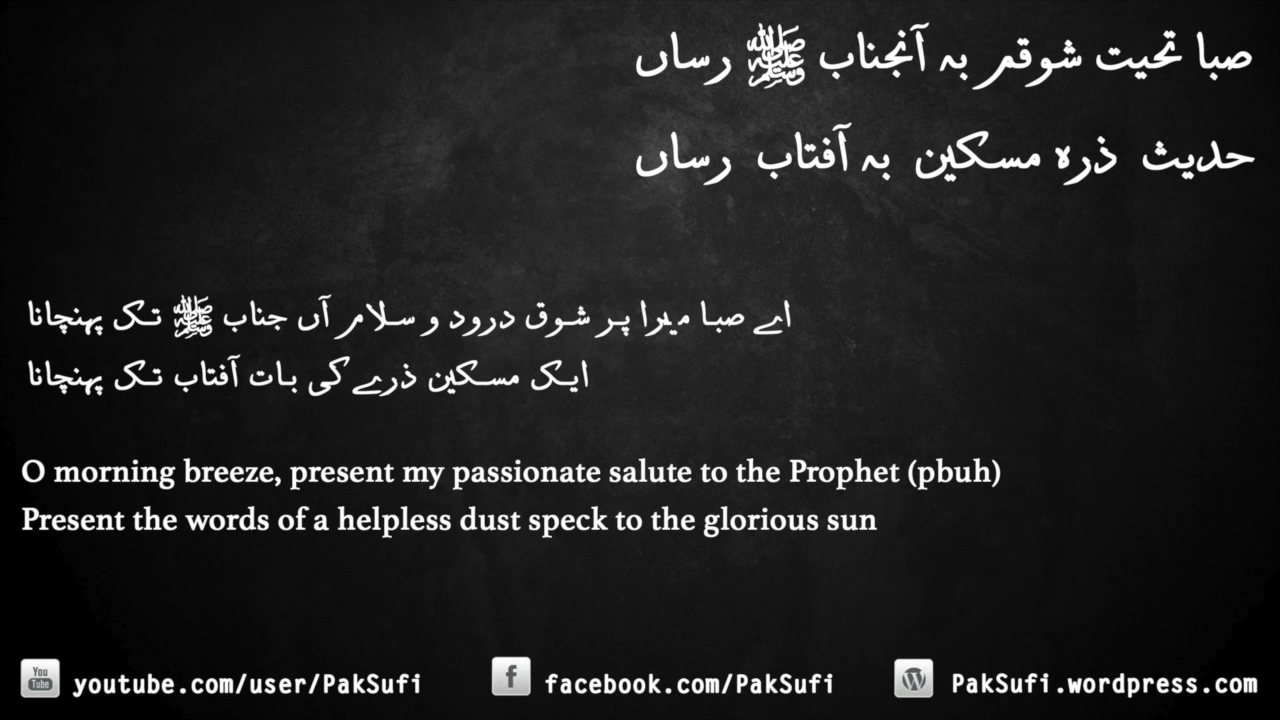 صبا تحیت شوقم بہ آنجناب ﷺ رساں
حدیث ذرہ مسکین بہ آفتاب رساں
اے صبا میرا پر شوق درود و سلام آں جناب ﷺ تک پہنچانا
ایک مسکین ذرے کی بات آفتاب تک پہنچانا
O morning breeze, present my passionate salute to the Prophet (pbuh)
Present the words of a helpless dust speck to the glorious sun
You Tube youtube.com/user/PakSufi f facebook.com/PakSufi W PakSufi.wordpress.com